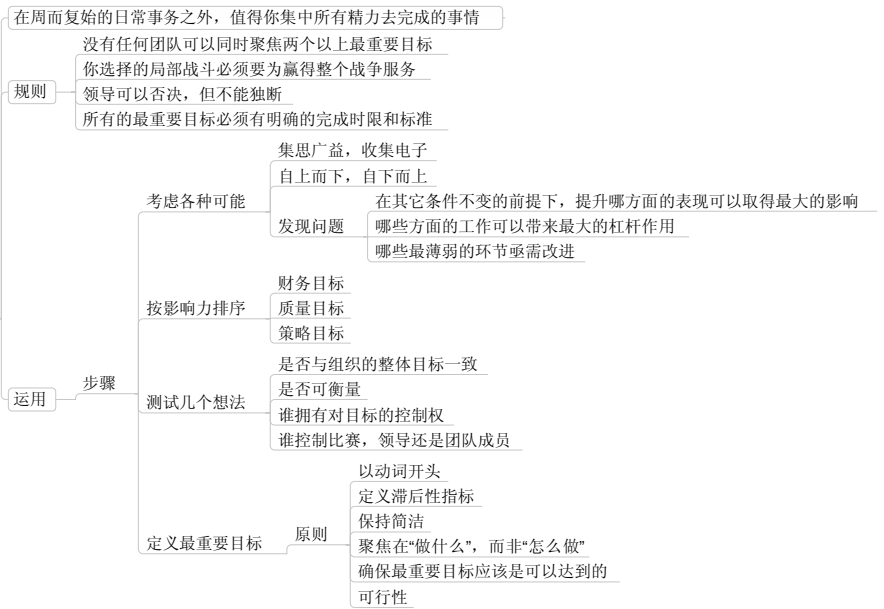 在周而复始的日常事务之外，值得你集中所有精力去完成的事情
规则
没有任何团队可以同时聚焦两个以上最重要目标
你选择的局部战斗必须要为赢得整个战争服务
领导可以否决，但不能独断
所有的最重要目标必须有明确的完成时限和标准
运用
步骤
考虑各种可能
集思广益，收集电子
自上而下，自下而上
发现问题
在其它条件不变的前提下，提升哪方面的表现可以取得最大的影响
哪些方面的工作可以带来最大的杠杆作用
哪些最薄弱的环节亟需改进
按影响力排序
财务目标
质量目标
策略目标
测试几个想法
是否与组织的整体目标一致
是否可衡量
谁拥有对目标的控制权
谁控制比赛，领导还是团队成员
定义最重要目标
原则
以动词开头
定义滞后性指标
保持简洁
聚焦在“做什么”，而非“怎么做”
确保最重要目标应该是可以达到的
可行性